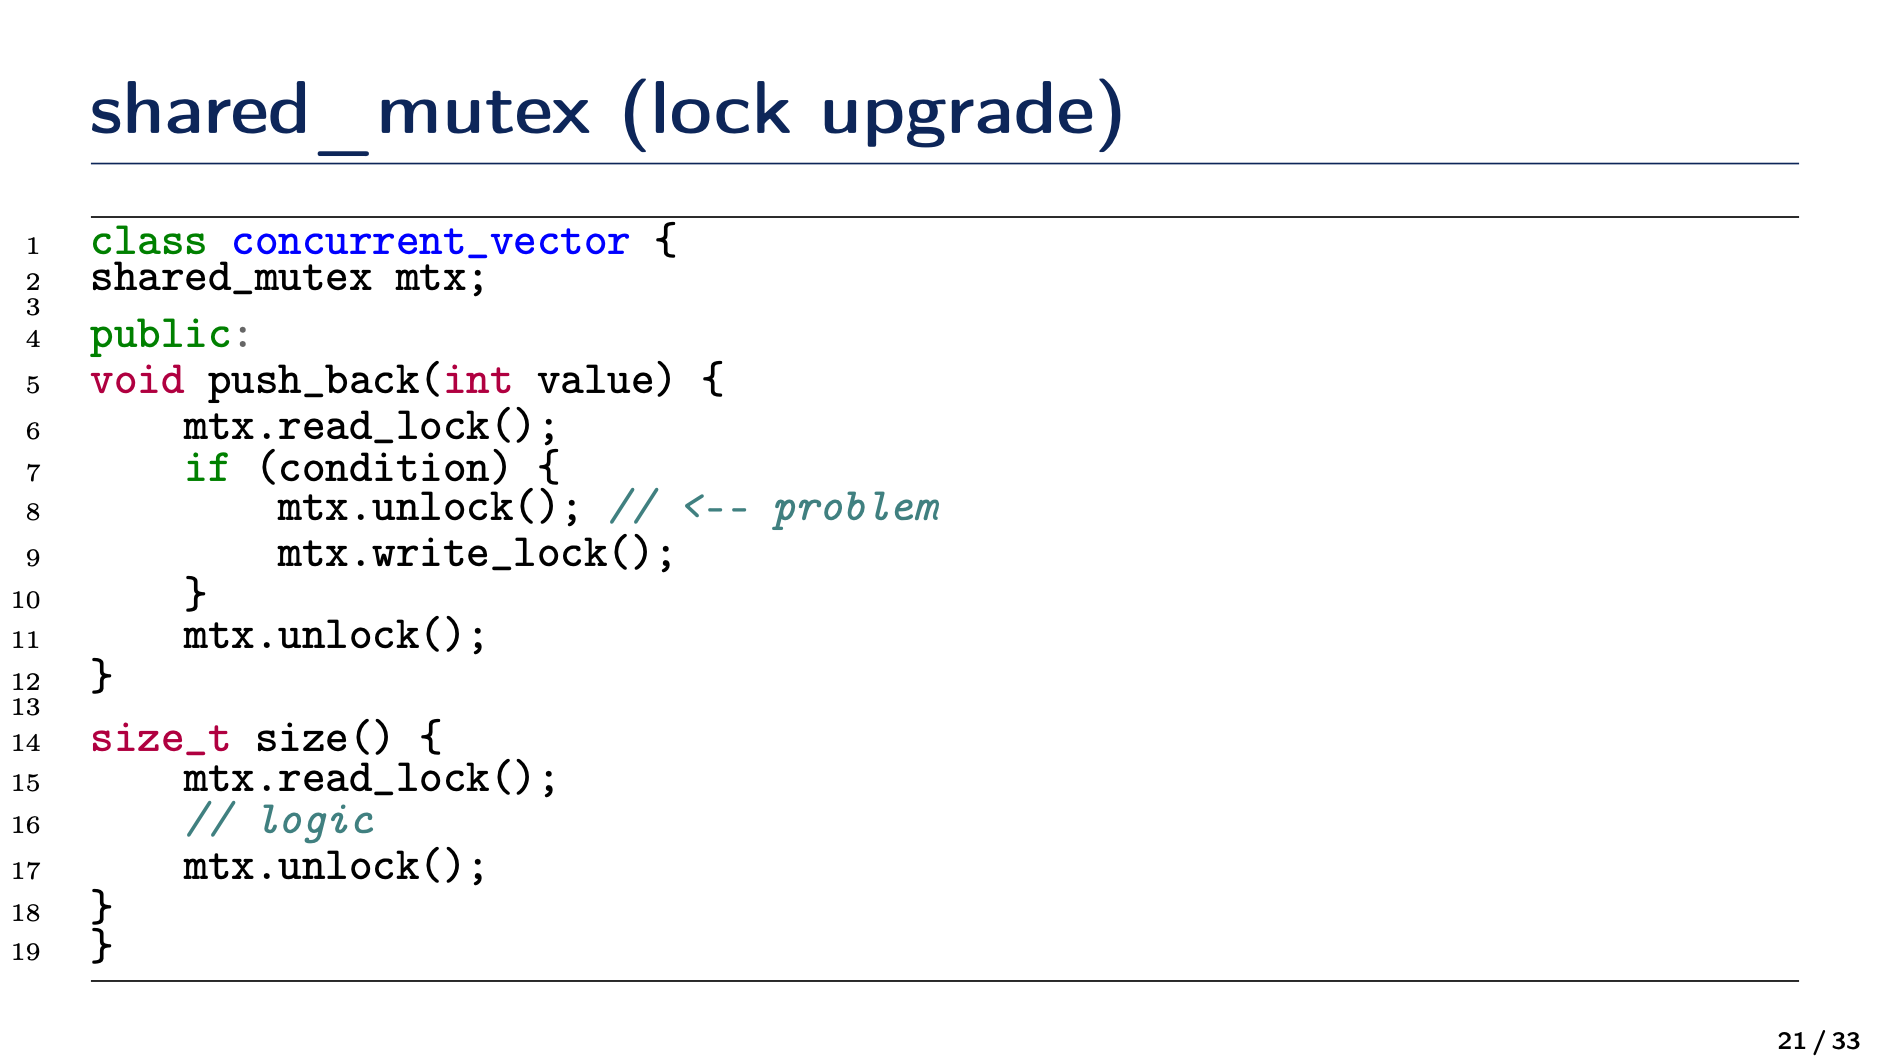 shared_mutex (lock upgrade)
1 class concurrent_vector {
2 shared_mutex mtx;
3
4 public:
5 void push_back(int value) {
6     mtx.read_lock();
7     if (condition) {
8         mtx.unlock(); // <-- problem
9         mtx.write_lock();
10     }
11     mtx.unlock();
12 }
13
14 size_t size() {
15     mtx.read_lock();
16     // logic
17     mtx.unlock();
18 }
19 }
21 / 33